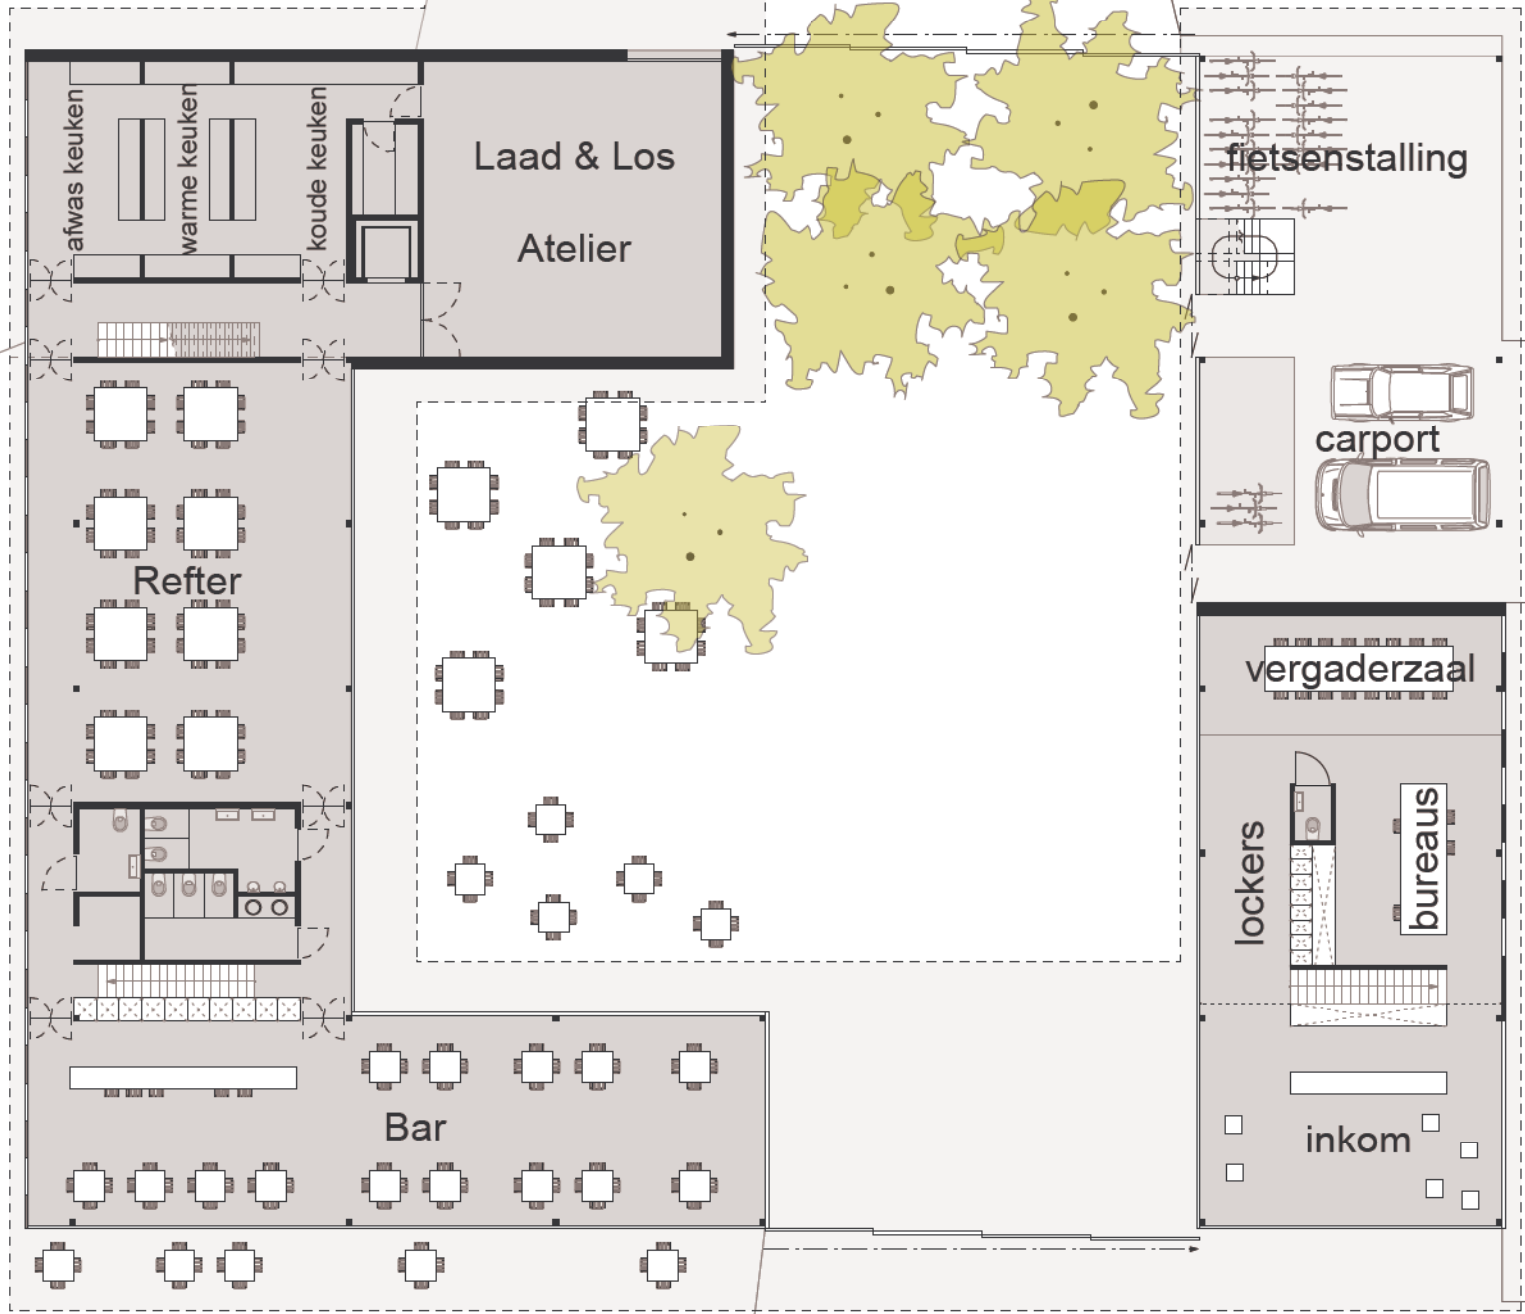 afwas keuken
warme keuken
koude keuken
Laad & Los
Atelier
fietsenstalling
carport
Refter
vergaderzaal
lockers
bureaus
Bar
inkom